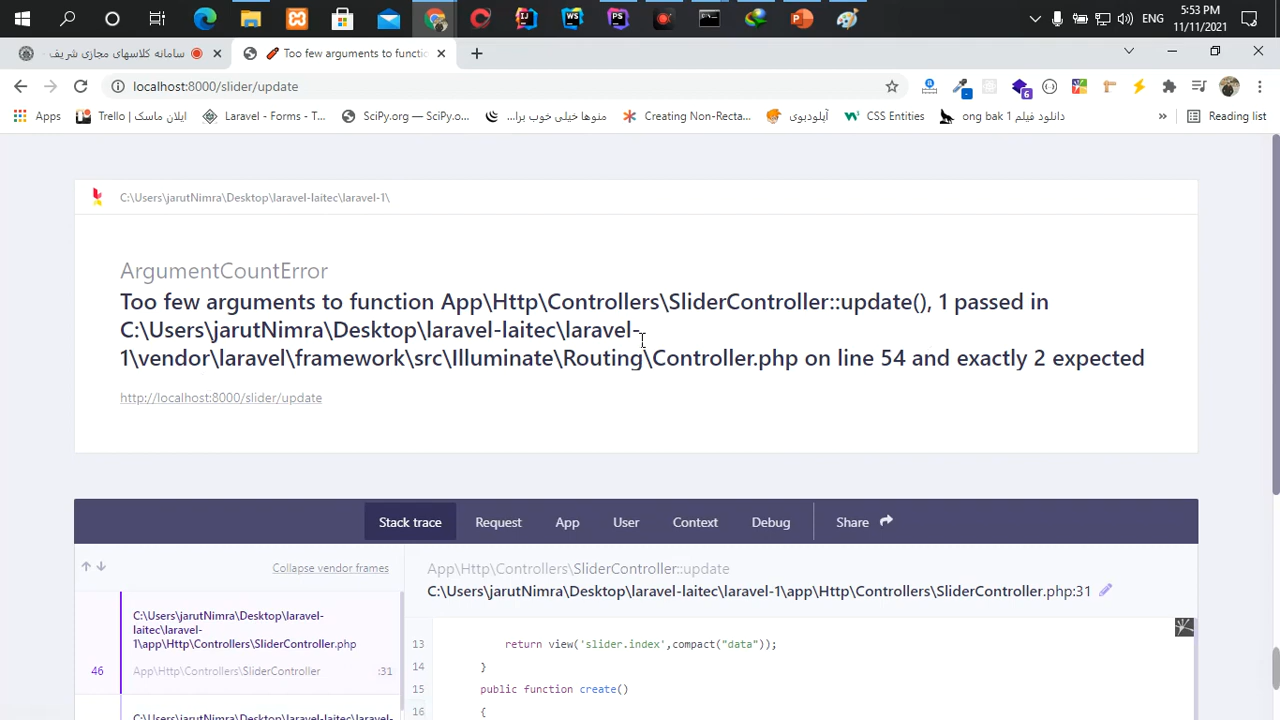 5:53 PM
ENG
11/11/2021
سامانه کلاسهای مجازی شریف
Too few arguments to functi
localhost:8000/slider/update
6
Apps
ایلان ماسک | Trello
Laravel - Forms - T...
SciPy.org — SciPy.o...
منوها خیلی خوب برا...
Creating Non-Recta...
آپلودبوی
CSS Entities
دانلود فیلم ong bak 1
»
Reading list
C:\Users\jarutNimra\Desktop\laravel-laitec\laravel-1\
ArgumentCountError
Too few arguments to function App\Http\Controllers\SliderController::update(), 1 passed in
C:\Users\jarutNimra\Desktop\laravel-laitec\laravel-
1\vendor\laravel\framework\src\Illuminate\Routing\Controller.php on line 54 and exactly 2 expected
http://localhost:8000/slider/update
Stack trace
Request
App
User
Context
Debug
Share
Collapse vendor frames
App\Http\Controllers\SliderController::update
C:\Users\jarutNimra\Desktop\laravel-laitec\laravel-1\app\Http\Controllers\SliderController.php:31
C:\Users\jarutNimra\Desktop\laravel-
laitec\laravel-
1\app\Http\Controllers\SliderController.php
46 App\Http\Controllers\SliderController :31
C:\Users\jarutNimra\Desktop\laravel-
13 return view('slider.index',compact("data"));
14 }
15 public function create()
16 {